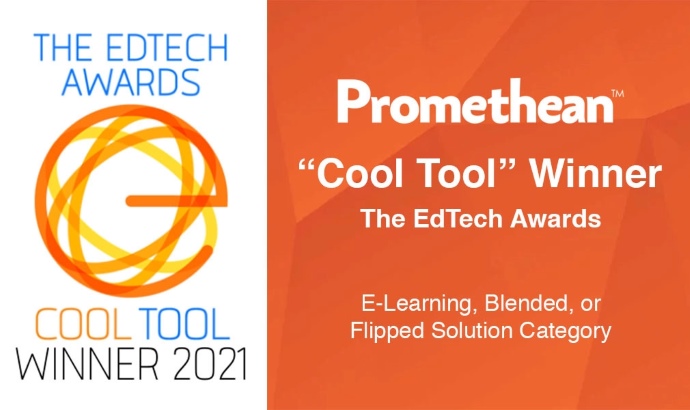 THE EDTECH
AWARDS
COOL TOOL
WINNER 2021
Promethean™
“Cool Tool” Winner
The EdTech Awards
E-Learning, Blended, or
Flipped Solution Category